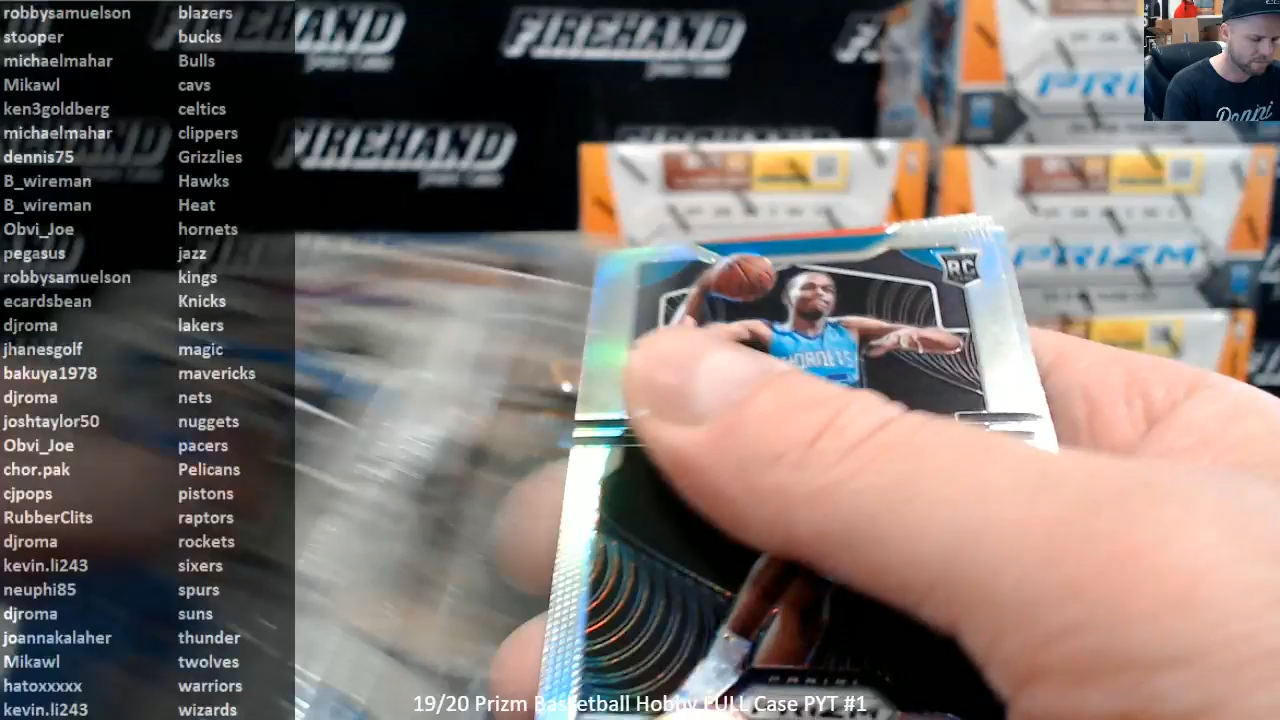 robbysamuelson blazers
stooper bucks
michaelmahar Bulls
Mikawl cavs
ken3goldberg celtics
michaelmahar clippers
dennis75 Grizzlies
B_wireman Hawks
B_wireman Heat
Obvi_Joe hornets
pegasus jazz
robbysamuelson kings
ecardsbean Knicks
djroma lakers
jhanesgolf magic
bakuya1978 mavericks
djroma nets
joshtaylor50 nuggets
Obvi_Joe pacers
chor.pak Pelicans
cjpops pistons
RubberClits raptors
djroma rockets
kevin.li243 sixers
neuphi85 spurs
djroma suns
joannakalaher thunder
Mikawl twolves
hatoxxxxx warriors
kevin.li243 wizards
FIREHAND
FIREHAND
PRIZM
RC
HORNETS
PRIZM
19/20 Prizm Basketball Hobby FULL Case PYT #1